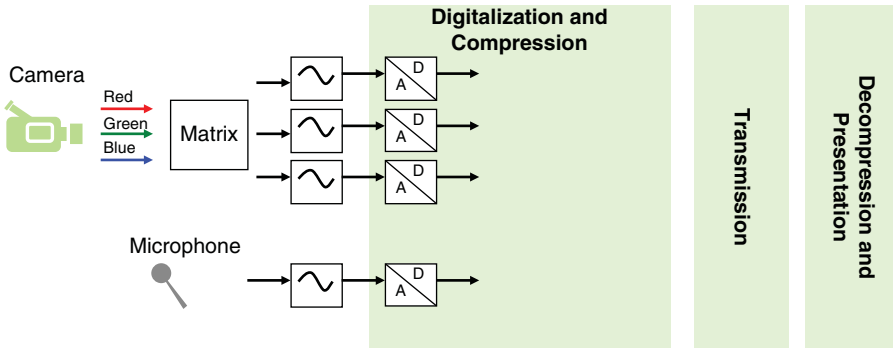 Digitalization and
Compression
Camera
Red
Green
Blue
Matrix
D
A
D
A
D
A
Microphone
D
A
Transmission
Decompression and
Presentation